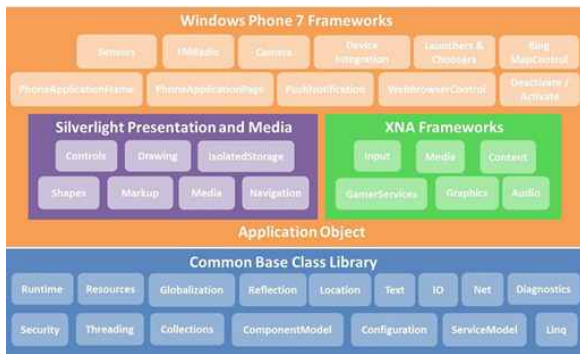 Windows Phone 7 Frameworks
Sensors FMRadio Camera Device Integration Launchers & Choosers Bing MapControl
PhoneApplicationFrame PhoneApplicationPage PushNotification WebBrowserControl Deactivate / Activate
Silverlight Presentation and Media
Controls Drawing IsolatedStorage
Shapes Markup Media Navigation
XNA Frameworks
Input Media Content
GamerServices Graphics Audio
Application Object
Common Base Class Library
Runtime Resources Globalization Reflection Location Text IO Net Diagnostics
Security Threading Collections ComponentModel Configuration ServiceModel Linq